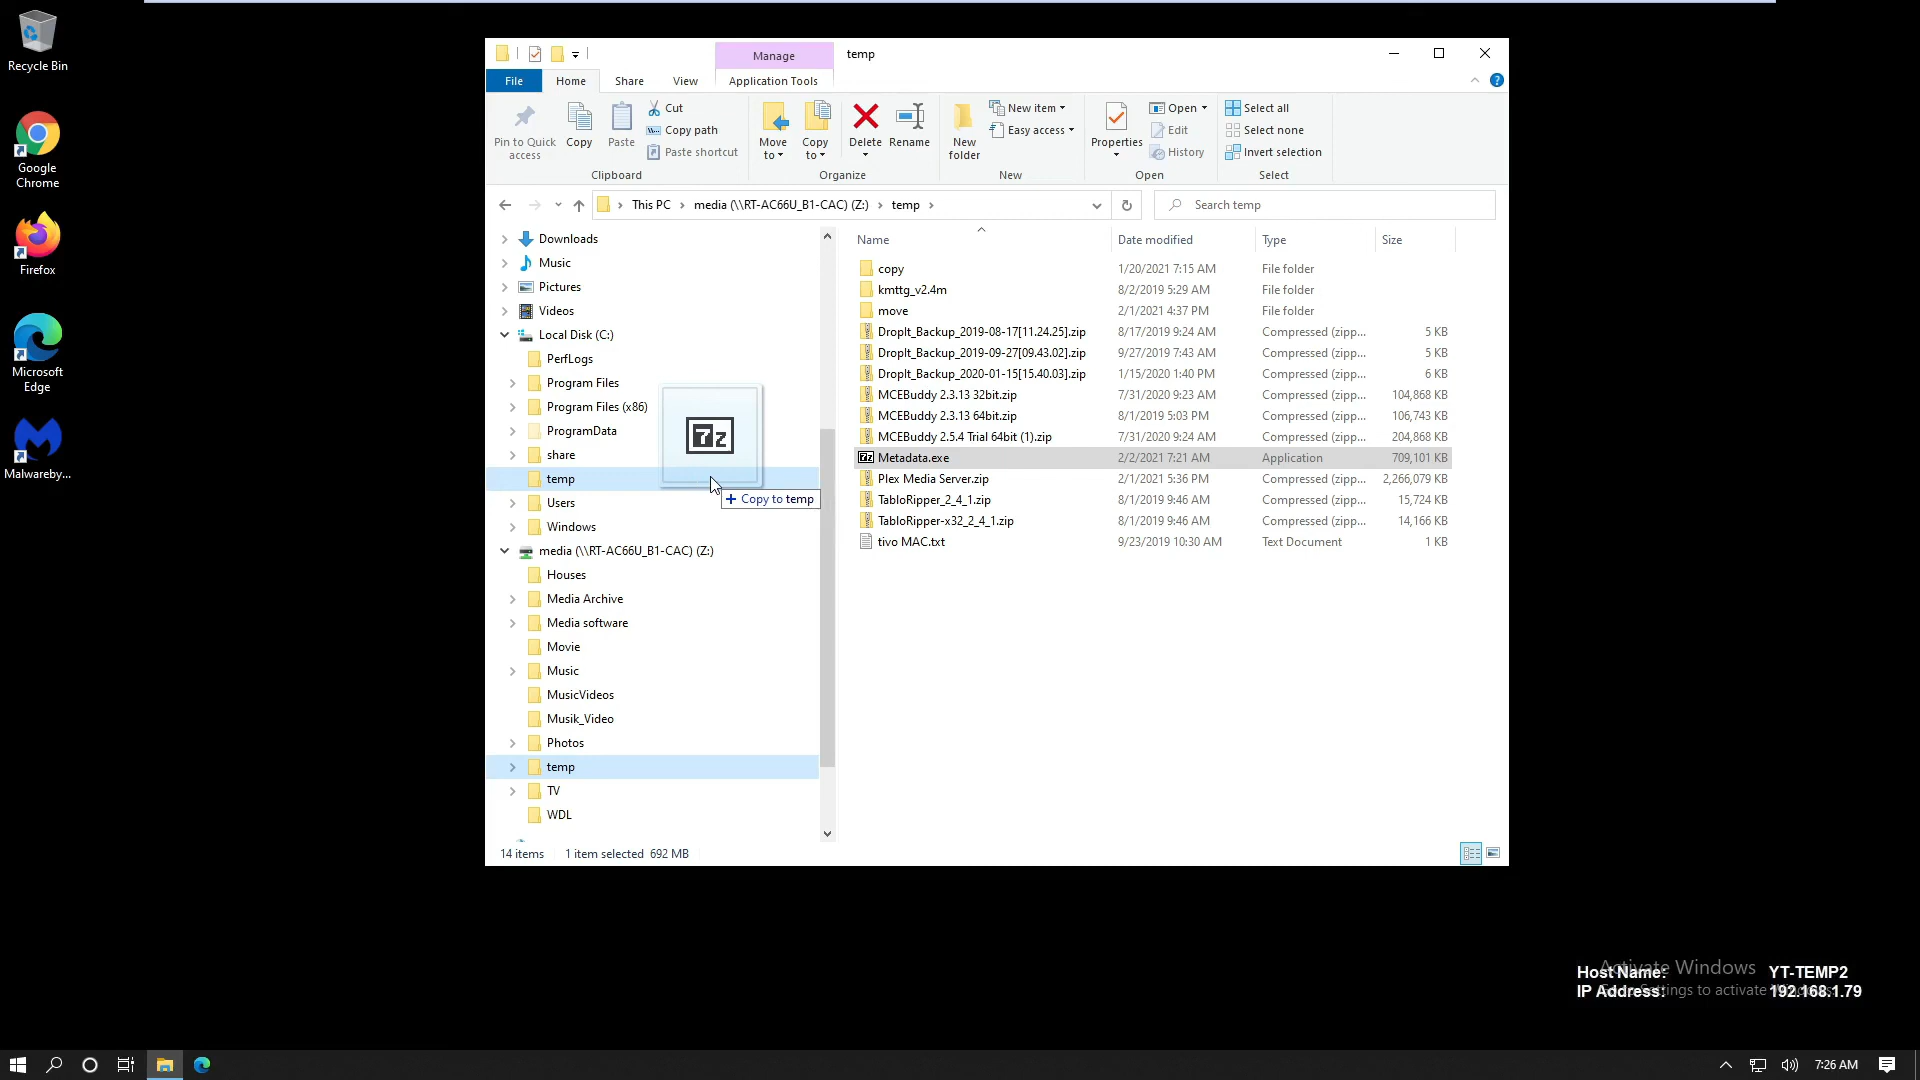 Recycle Bin
Google
Chrome
Firefox
Microsoft
Edge
Malwareby...
Manage
temp
File
Home
Share
View
Application Tools
Pin to Quick
access
Copy
Paste
Cut
Copy path
Paste shortcut
Clipboard
Move
to
Copy
to
Delete
Rename
Organize
New
folder
New item
Easy access
New
Properties
Open
Edit
History
Open
Select all
Select none
Invert selection
Select
This PC
media (\\RT-AC66U_B1-CAC) (Z:)
temp
Search temp
Downloads
Music
Pictures
Videos
Local Disk (C:)
PerfLogs
Program Files
Program Files (x86)
ProgramData
share
temp
Users
Windows
media (\\RT-AC66U_B1-CAC) (Z:)
Houses
Media Archive
Media software
Movie
Music
MusicVideos
Musik_Video
Photos
temp
TV
WDL
7z
+ Copy to temp
Name Date modified Type Size
copy 1/20/2021 7:15 AM File folder
kmttg_v2.4m 8/2/2019 5:29 AM File folder
move 2/1/2021 4:37 PM File folder
DropIt_Backup_2019-08-17[11.24.25].zip 8/17/2019 9:24 AM Compressed (zipp... 5 KB
DropIt_Backup_2019-09-27[09.43.02].zip 9/27/2019 7:43 AM Compressed (zipp... 5 KB
DropIt_Backup_2020-01-15[15.40.03].zip 1/15/2020 1:40 PM Compressed (zipp... 6 KB
MCEBuddy 2.3.13 32bit.zip 7/31/2020 9:23 AM Compressed (zipp... 104,868 KB
MCEBuddy 2.3.13 64bit.zip 8/1/2019 5:03 PM Compressed (zipp... 106,743 KB
MCEBuddy 2.5.4 Trial 64bit (1).zip 7/31/2020 9:24 AM Compressed (zipp... 204,868 KB
7z Metadata.exe 2/2/2021 7:21 AM Application 709,101 KB
Plex Media Server.zip 2/1/2021 5:36 PM Compressed (zipp... 2,266,079 KB
TabloRipper_2_4_1.zip 8/1/2019 9:46 AM Compressed (zipp... 15,724 KB
TabloRipper-x32_2_4_1.zip 8/1/2019 9:46 AM Compressed (zipp... 14,166 KB
tivo MAC.txt 9/23/2019 10:30 AM Text Document 1 KB
14 items 1 item selected 692 MB
Activate Windows
Settings to activate
Host Name: YT-TEMP2
IP Address: 192.168.1.79
7:26 AM